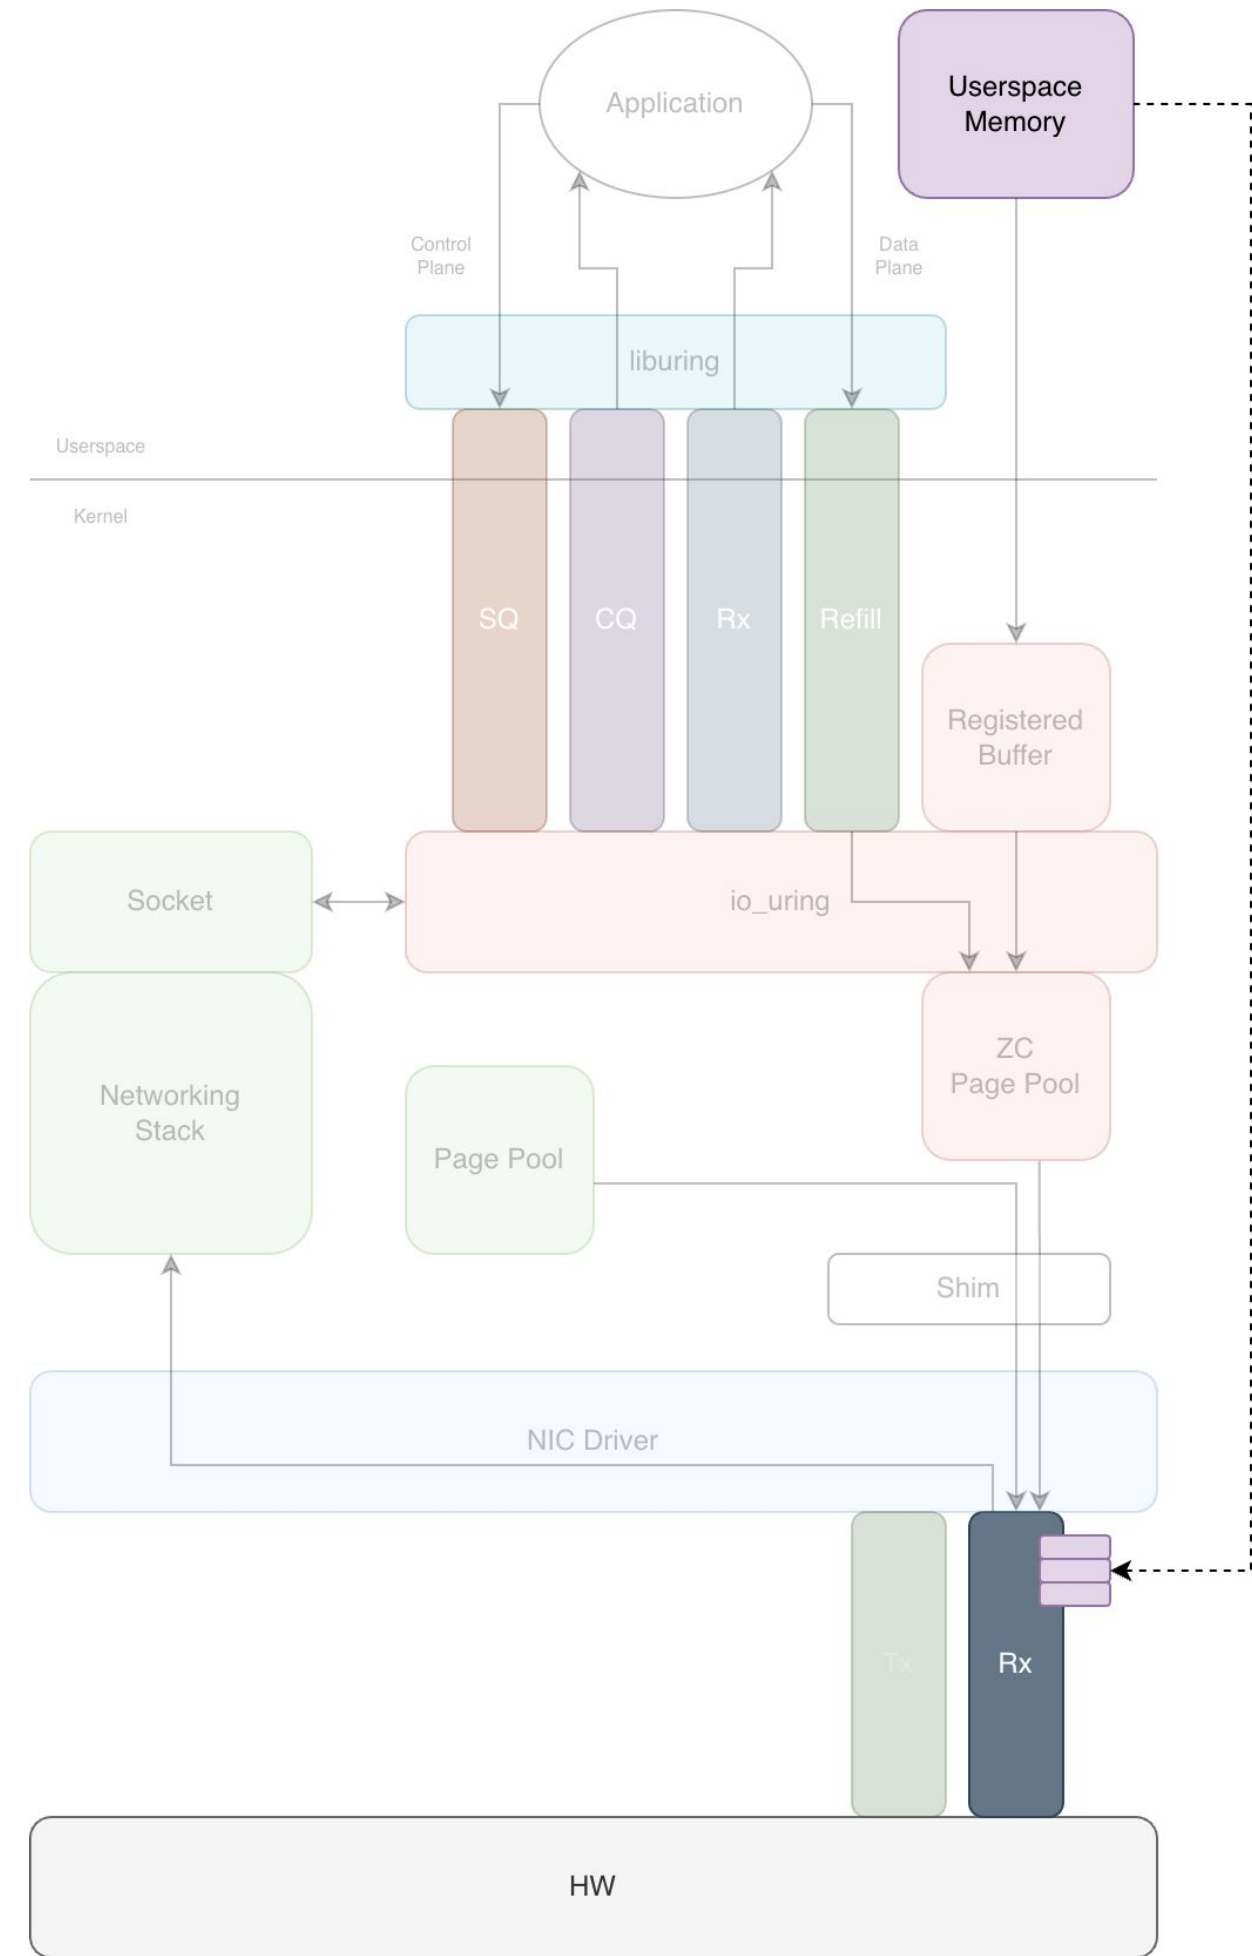 Application
Userspace
Memory
Control
Plane
Data
Plane
liburing
Userspace
Kernel
SQ
CQ
Rx
Refill
Registered
Buffer
Socket
io_uring
Networking
Stack
ZC
Page Pool
Page Pool
Shim
NIC Driver
Tx
Rx
HW